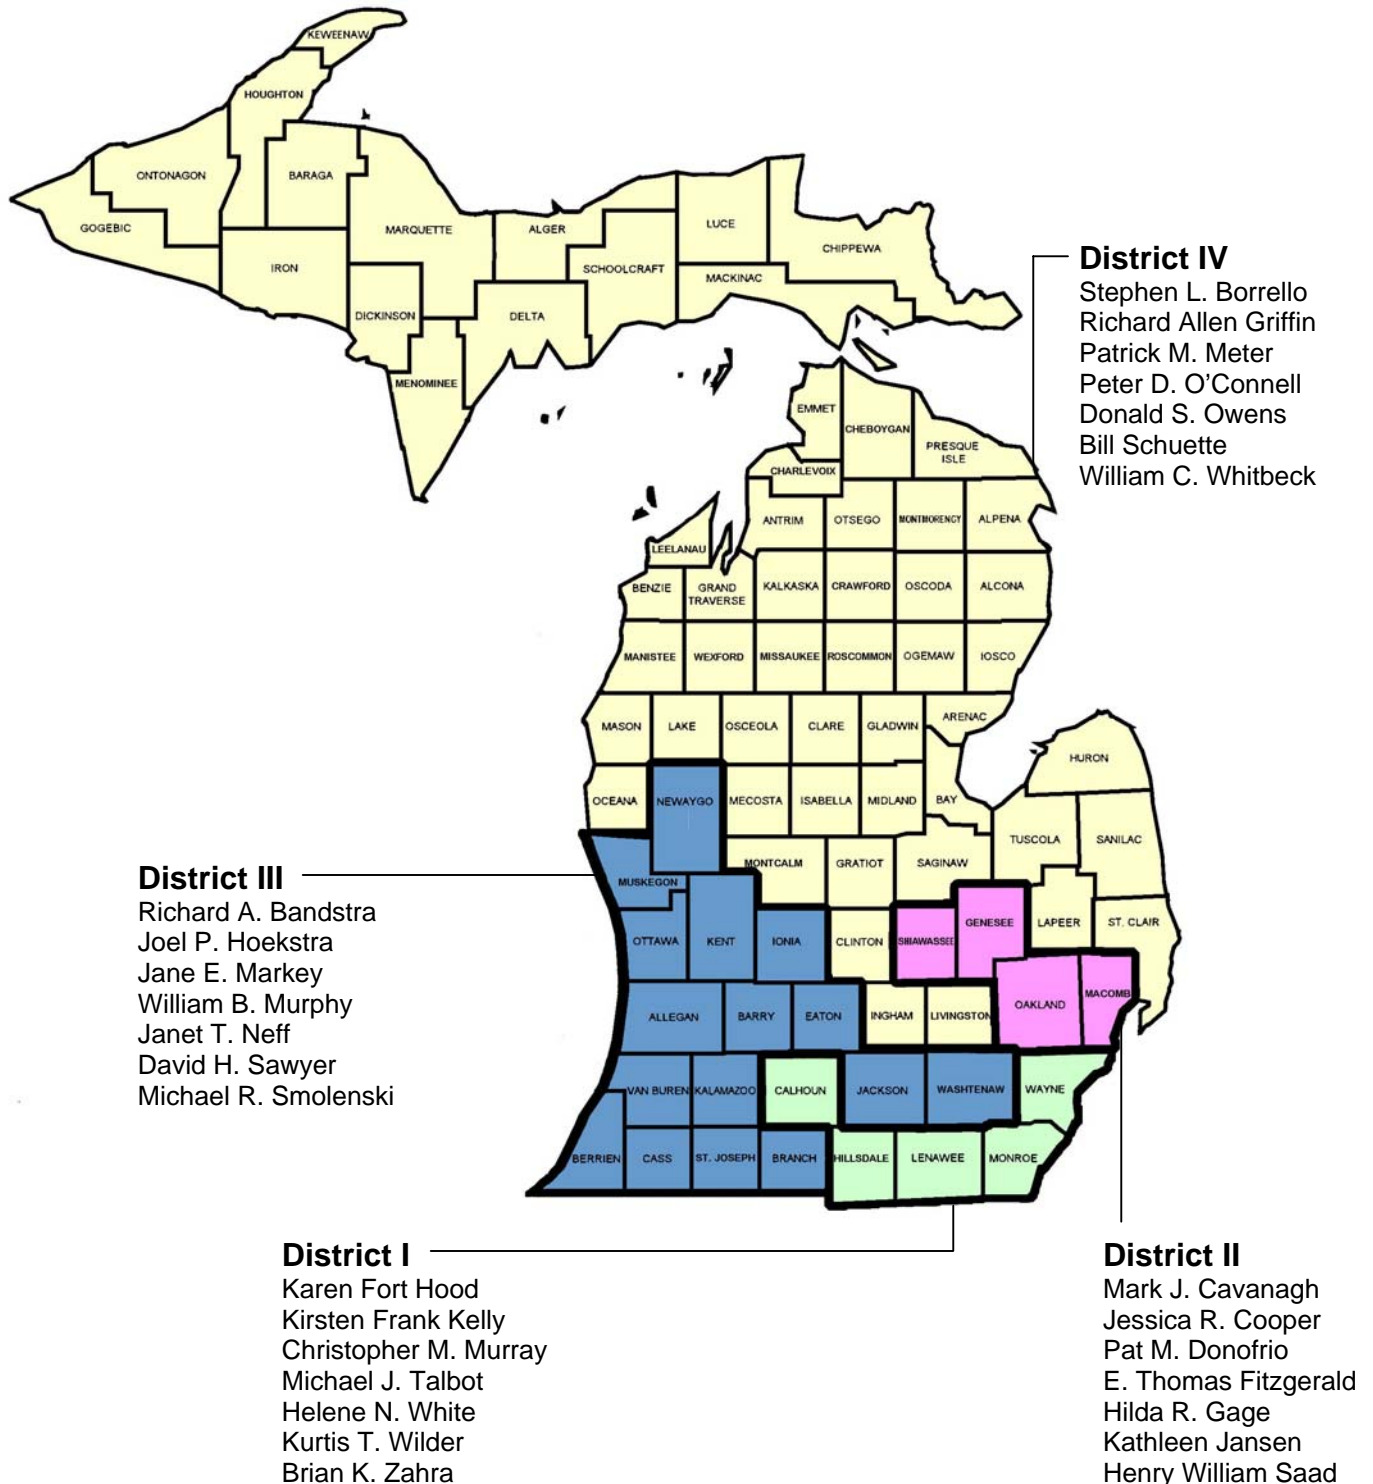 KEWEENAW
HOUGHTON
ONTONAGON
BARAGA
GOGEBIC
MARQUETTE
ALGER
LUCE
CHIPPEWA
IRON
SCHOOLCRAFT
MACKINAC
DICKINSON
DELTA
MENOMINEE
District IV
Stephen L. Borrello
Richard Allen Griffin
Patrick M. Meter
Peter D. O’Connell
Donald S. Owens
Bill Schuette
William C. Whitbeck
EMMET
CHEBOYGAN
PRESQUE
ISLE
CHARLEVOIX
ANTRIM
OTSEGO
MONTMORENCY
ALPENA
LEELANAU
BENZIE
GRAND
TRAVERSE
KALKASKA
CRAWFORD
OSCODA
ALCONA
MANISTEE
WEXFORD
MISSAUKEE
ROSCOMMON
OGEMAW
IOSCO
MASON
LAKE
OSCEOLA
CLARE
GLADWIN
ARENAC
HURON
OCEANA
NEWAYGO
MECOSTA
ISABELLA
MIDLAND
BAY
TUSCOLA
SANILAC
MONTCALM
GRATIOT
SAGINAW
MUSKEGON
District III
Richard A. Bandstra
Joel P. Hoekstra
Jane E. Markey
William B. Murphy
Janet T. Neff
David H. Sawyer
Michael R. Smolenski
OTTAWA
KENT
IONIA
CLINTON
SHIAWASSEE
GENESEE
LAPEER
ST. CLAIR
ALLEGAN
BARRY
EATON
INGHAM
LIVINGSTON
OAKLAND
MACOMB
VAN BUREN
KALAMAZOO
CALHOUN
JACKSON
WASHTENAW
WAYNE
BERRIEN
CASS
ST. JOSEPH
BRANCH
HILLSDALE
LENAWEE
MONROE
District I
Karen Fort Hood
Kirsten Frank Kelly
Christopher M. Murray
Michael J. Talbot
Helene N. White
Kurtis T. Wilder
Brian K. Zahra
District II
Mark J. Cavanagh
Jessica R. Cooper
Pat M. Donofrio
E. Thomas Fitzgerald
Hilda R. Gage
Kathleen Jansen
Henry William Saad